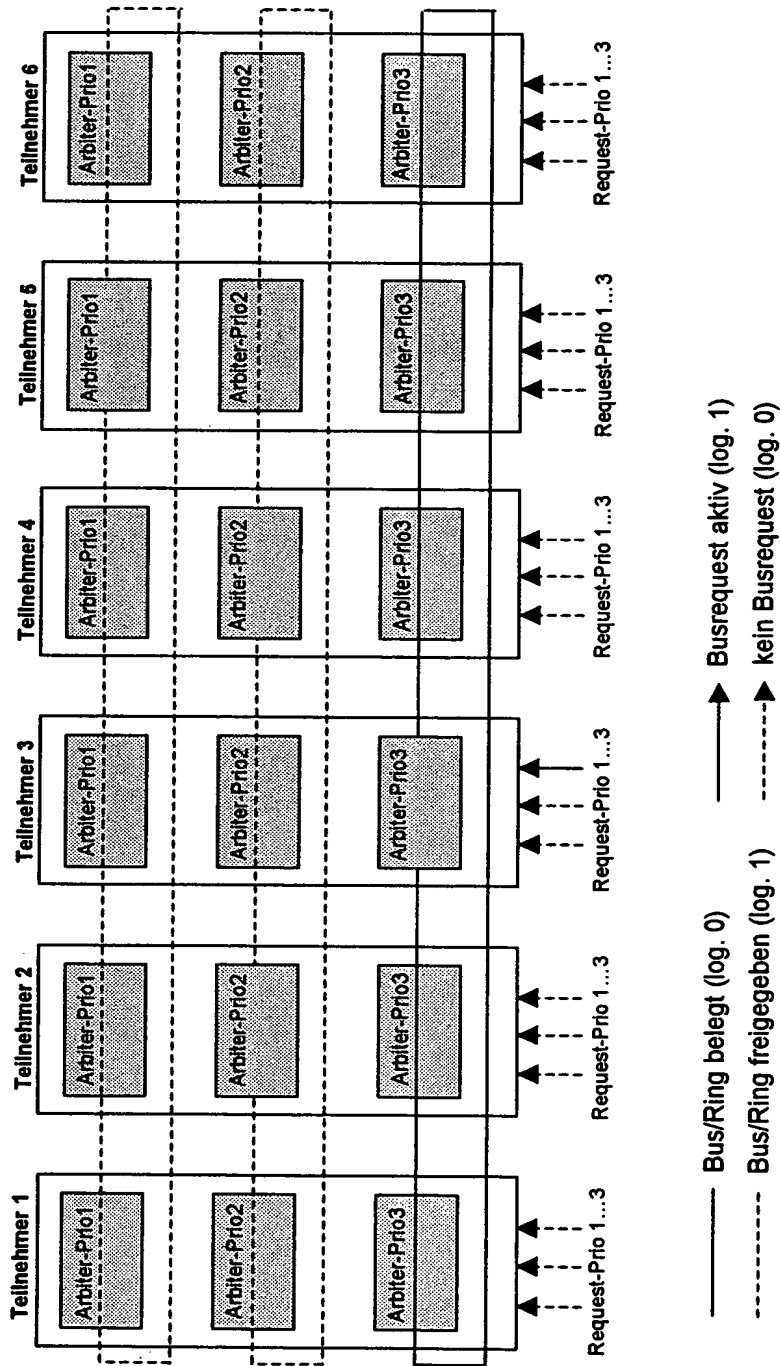 Teilnehmer 1
Arbiter-Prio1
Arbiter-Prio2
Arbiter-Prio3
Request-Prio 1...3
Teilnehmer 2
Arbiter-Prio1
Arbiter-Prio2
Arbiter-Prio3
Request-Prio 1...3
Teilnehmer 3
Arbiter-Prio1
Arbiter-Prio2
Arbiter-Prio3
Request-Prio 1...3
Teilnehmer 4
Arbiter-Prio1
Arbiter-Prio2
Arbiter-Prio3
Request-Prio 1...3
Teilnehmer 5
Arbiter-Prio1
Arbiter-Prio2
Arbiter-Prio3
Request-Prio 1...3
Teilnehmer 6
Arbiter-Prio1
Arbiter-Prio2
Arbiter-Prio3
Request-Prio 1...3
Bus/Ring belegt (log. 0)
Bus/Ring freigegeben (log. 1)
Busrequest aktiv (log. 1)
kein Busrequest (log. 0)